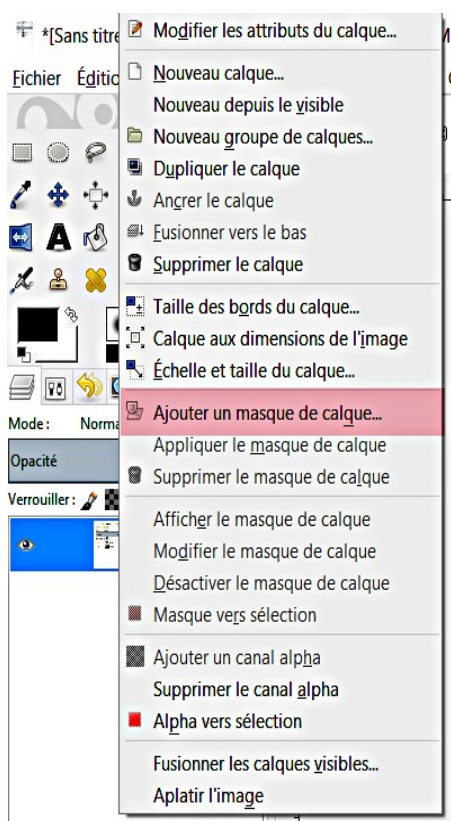 *[Sans titre
Fichier Éditio
Modifier les attributs du calque...
Nouveau calque...
Nouveau depuis le visible
Nouveau groupe de calques...
Dupliquer le calque
Ancrer le calque
Fusionner vers le bas
Supprimer le calque
Taille des bords du calque...
Calque aux dimensions de l'image
Échelle et taille du calque...
Ajouter un masque de calque...
Appliquer le masque de calque
Supprimer le masque de calque
Afficher le masque de calque
Modifier le masque de calque
Désactiver le masque de calque
Masque vers sélection
Ajouter un canal alpha
Supprimer le canal alpha
Alpha vers sélection
Fusionner les calques visibles...
Aplatir l'image
Mode : Norma
Opacité
Verrouiller :